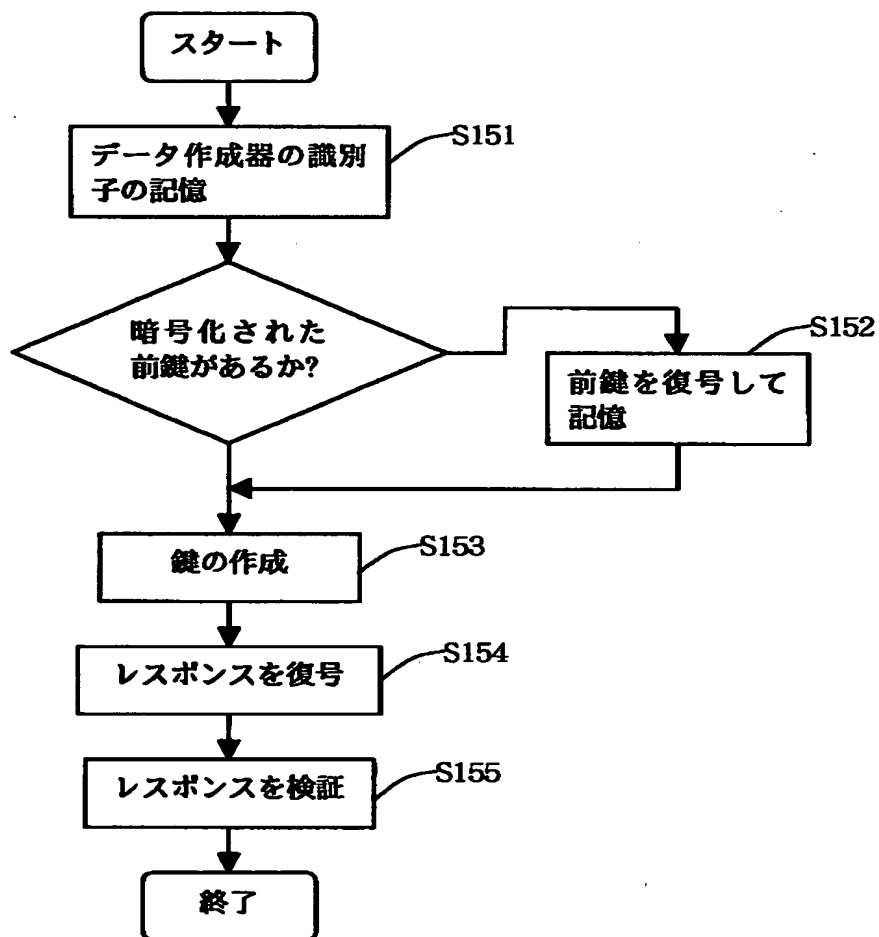 スタート
S151
データ作成器の識別
子の記憶
暗号化された
前鍵があるか?
S152
前鍵を復号して
記憶
S153
鍵の作成
S154
レスポンスを復号
S155
レスポンスを検証
終了